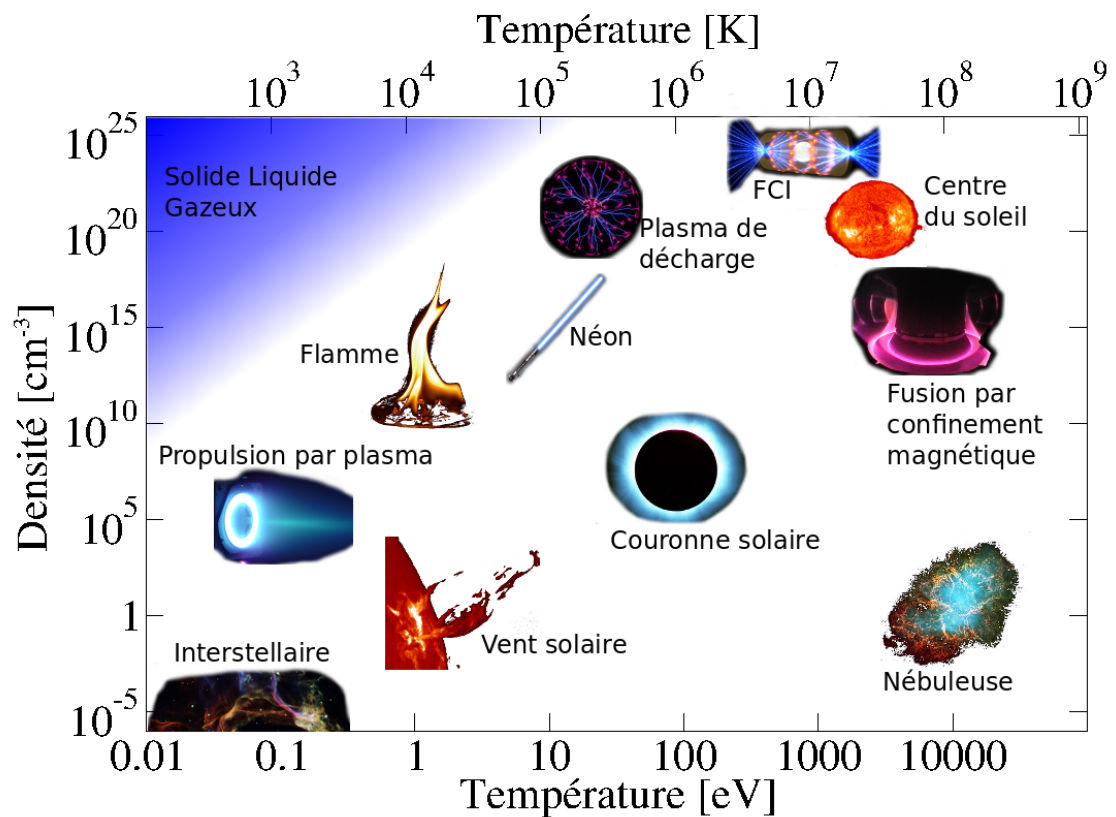 Température [K]
10³ 10⁴ 10⁵ 10⁶ 10⁷ 10⁸ 10⁹
10²⁵
Solide Liquide
Gazeux
FCI
Centre
du soleil
10²⁰
Plasma de
décharge
10¹⁵
Flamme
Néon
Densité [cm⁻³]
Fusion par
confinement
magnétique
10¹⁰
Propulsion par plasma
10⁵
Couronne solaire
1
Vent solaire
Interstellaire
Nébuleuse
10⁻⁵
0.01 0.1 1 10 100 1000 10000
Température [eV]